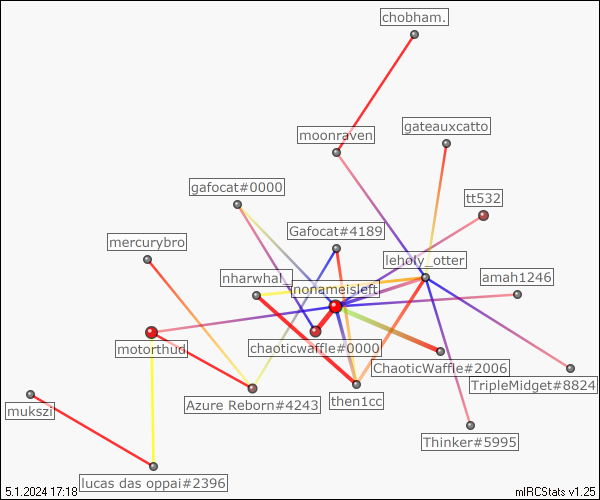 chobham.
gateauxcatto
moonraven
gafocat#0000
tt532
Gafocat#4189
mercurybro
leholy_otter
nharwhal_
nonameisleft
amah1246
motorthud
chaoticwaffle#0000
ChaoticWaffle#2006
TripleMidget#8824
mukszi
Azure Reborn#4243
then1cc
Thinker#5995
lucas das oppai#2396
5.1.2024 17:18
mIRCStats v1.25